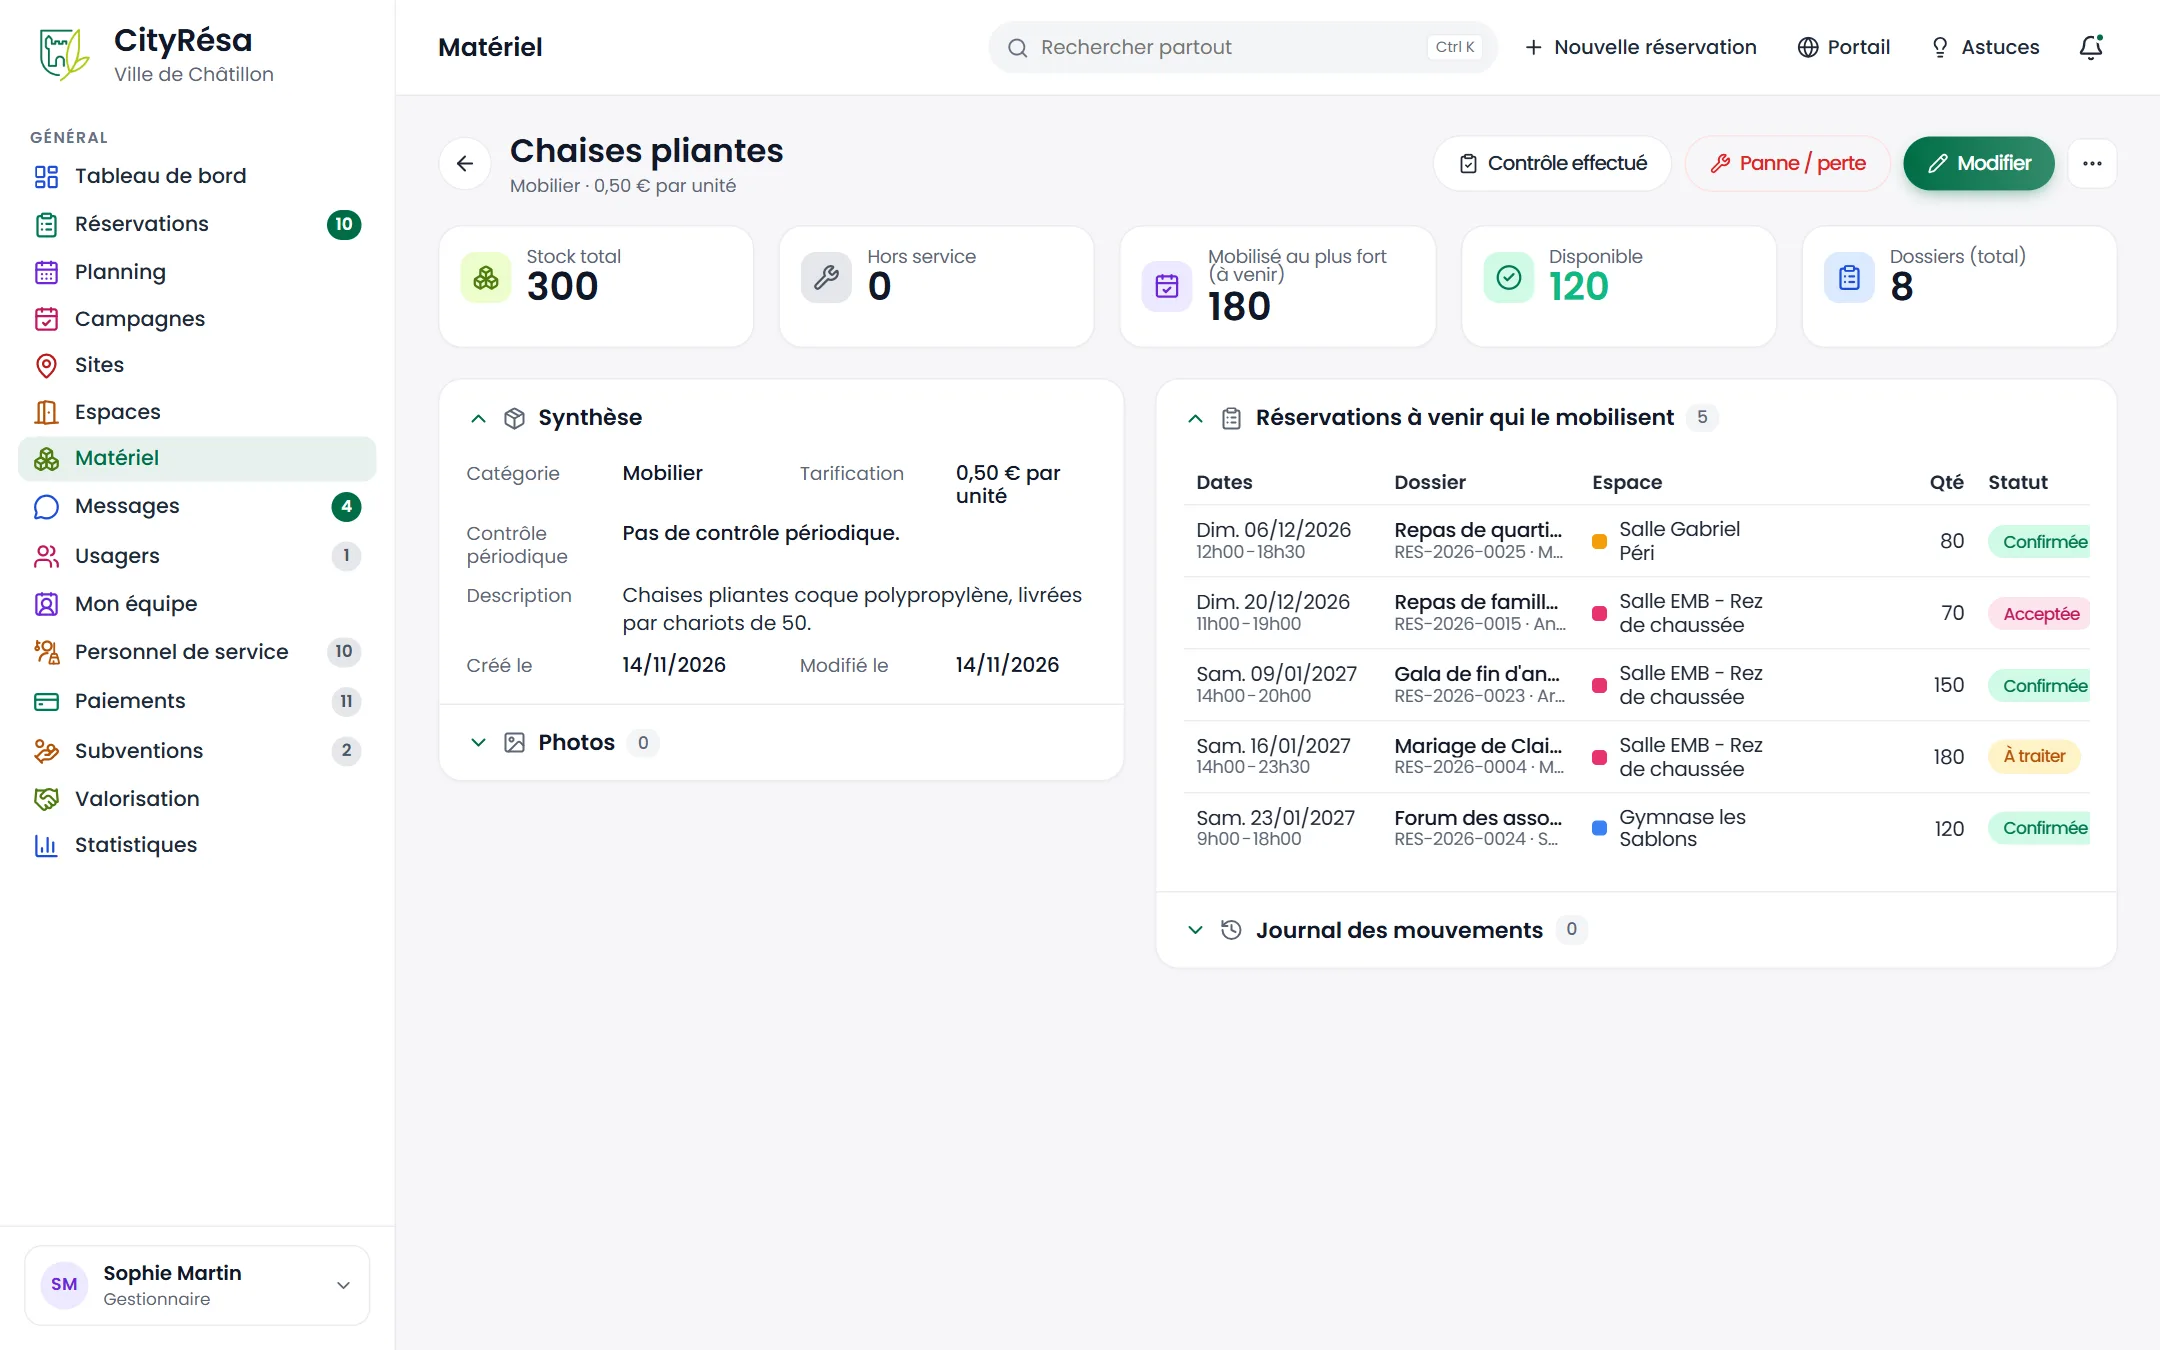 CityRésa
Ville de Châtillon
GÉNÉRAL
Tableau de bord
Réservations 10
Planning
Campagnes
Sites
Espaces
Matériel
Messages 4
Usagers 1
Mon équipe
Personnel de service 10
Paiements 11
Subventions 2
Valorisation
Statistiques
SM
Sophie Martin
Gestionnaire
Matériel
Rechercher partout Ctrl K
Nouvelle réservation
Portail
Astuces
Chaises pliantes
Mobilier · 0,50 € par unité
Contrôle effectué
Panne / perte
Modifier
Stock total
300
Hors service
0
Mobilisé au plus fort
(à venir)
180
Disponible
120
Dossiers (total)
8
Synthèse
Catégorie Mobilier Tarification 0,50 € par
unité
Contrôle
périodique
Pas de contrôle périodique.
Description Chaises pliantes coque polypropylène, livrées
par chariots de 50.
Créé le 14/11/2026 Modifié le 14/11/2026
Photos 0
Réservations à venir qui le mobilisent 5
Dates Dossier Espace Qté Statut
Dim. 06/12/2026 Repas de quarti... Salle Gabriel
12h00-18h30 RES-2026-0025 · M... Péri
80 Confirmée
Dim. 20/12/2026 Repas de famill... Salle EMB - Rez
11h00-19h00 RES-2026-0015 · An... de chaussée
70 Acceptée
Sam. 09/01/2027 Gala de fin d'an... Salle EMB - Rez
14h00-20h00 RES-2026-0023 · Ar... de chaussée
150 Confirmée
Sam. 16/01/2027 Mariage de Clai... Salle EMB - Rez
14h00-23h30 RES-2026-0004 · M... de chaussée
180 À traiter
Sam. 23/01/2027 Forum des asso... Gymnase les
9h00-18h00 RES-2026-0024 · S... Sablons
120 Confirmée
Journal des mouvements 0